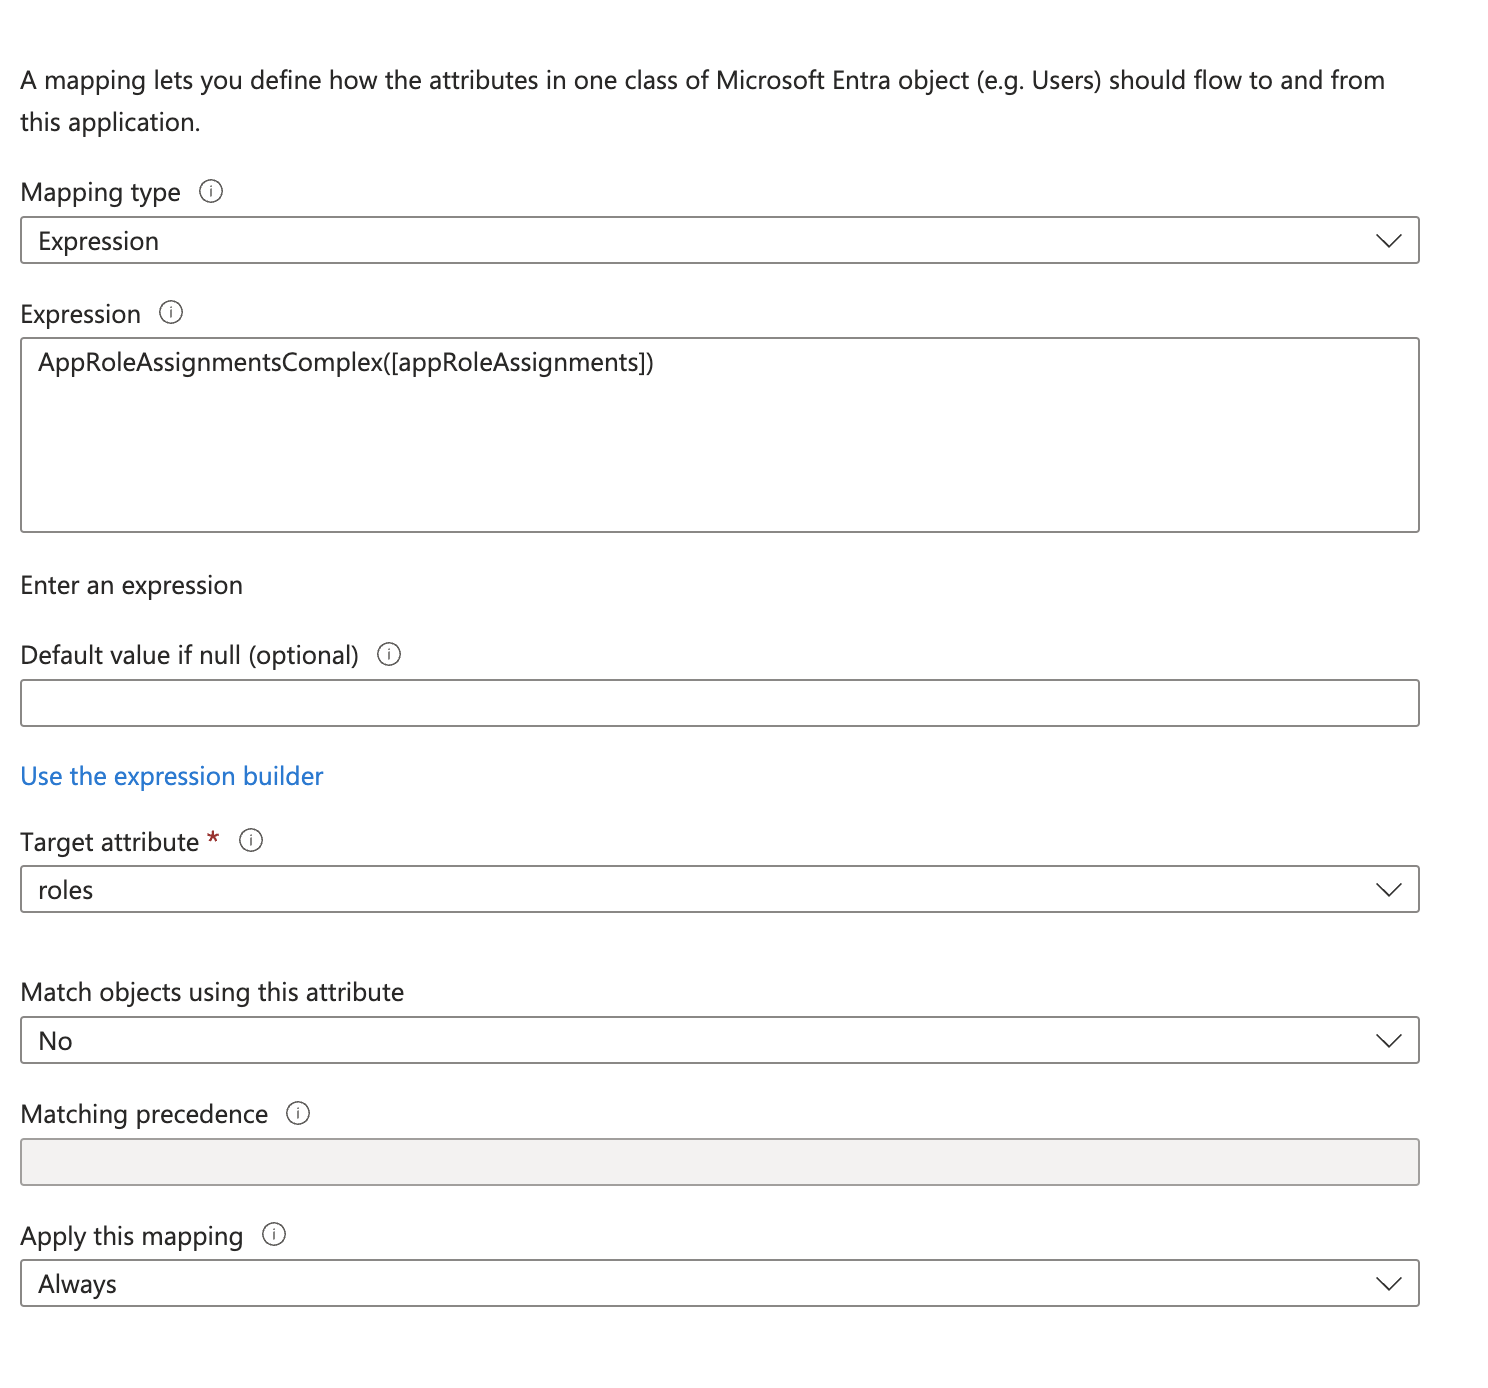 A mapping lets you define how the attributes in one class of Microsoft Entra object (e.g. Users) should flow to and from
this application.
Mapping type
Expression
Expression
AppRoleAssignmentsComplex([appRoleAssignments])
Enter an expression
Default value if null (optional)
Use the expression builder
Target attribute *
roles
Match objects using this attribute
No
Matching precedence
Apply this mapping
Always